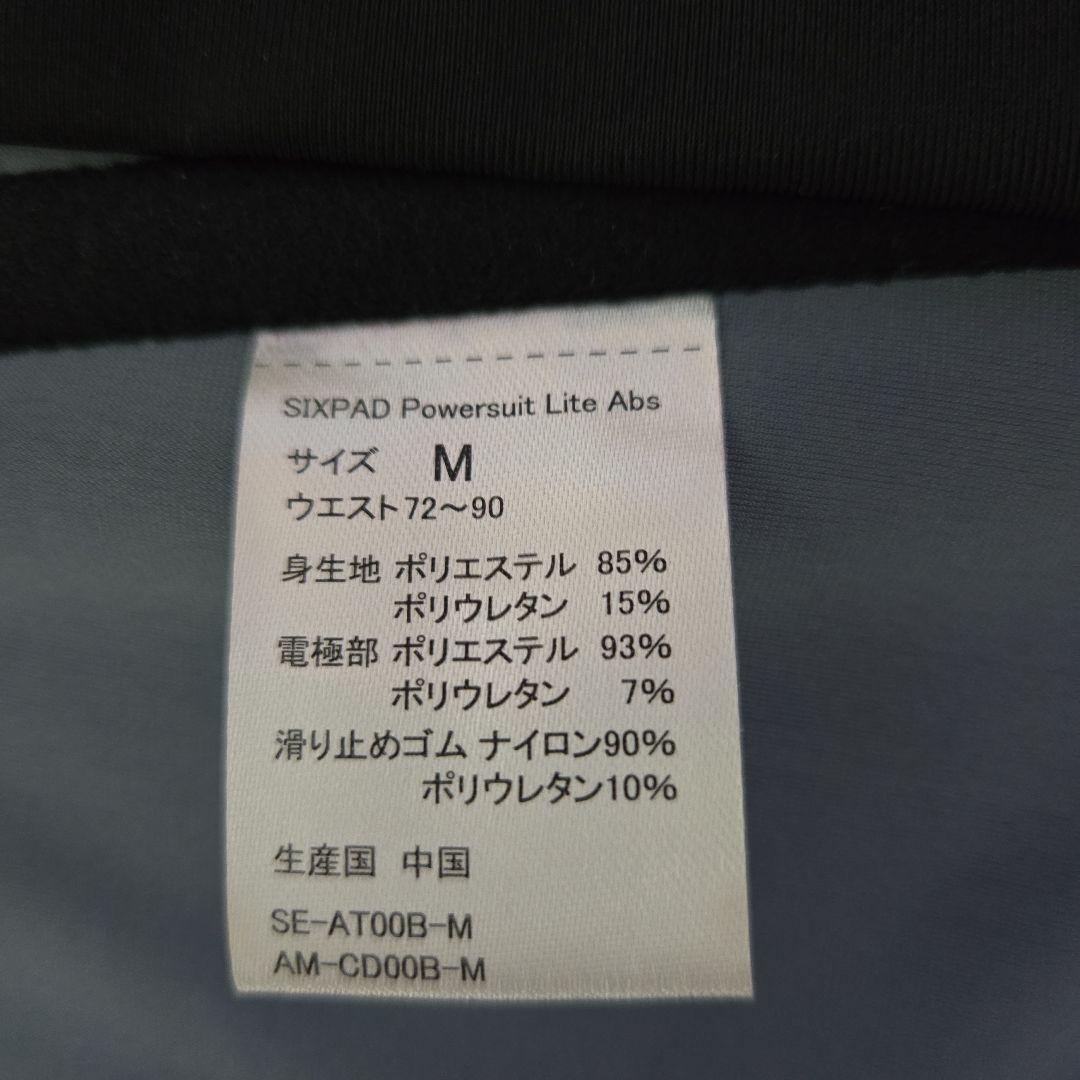 SIXPAD Powersuit Lite Abs
サイズ M
ウエスト72～90
身生地 ポリエステル 85%
ポリウレタン 15%
電極部 ポリエステル 93%
ポリウレタン 7%
滑り止めゴム ナイロン90%
ポリウレタン10%
生産国 中国
SE-AT00B-M
AM-CD00B-M